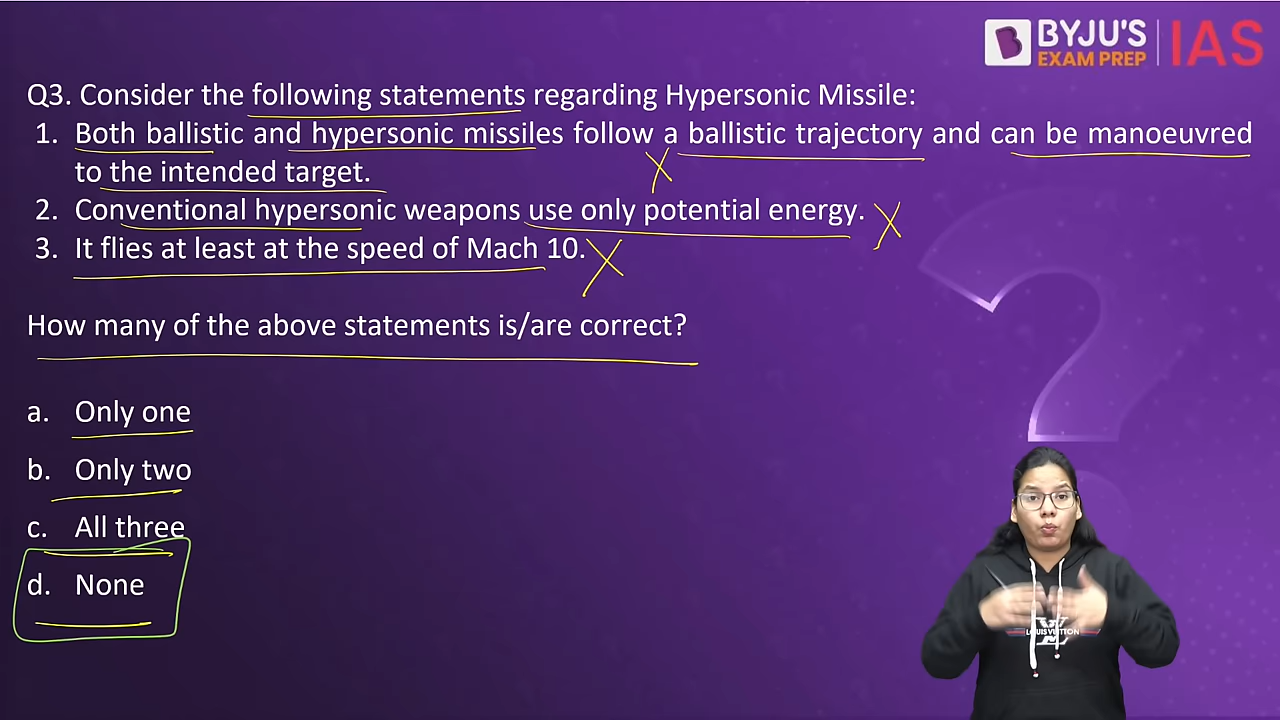 BYJU'S
EXAM PREP
IAS
Q3. Consider the following statements regarding Hypersonic Missile:
1. Both ballistic and hypersonic missiles follow a ballistic trajectory and can be manoeuvred
to the intended target.
2. Conventional hypersonic weapons use only potential energy.
3. It flies at least at the speed of Mach 10.
How many of the above statements is/are correct?
a. Only one
b. Only two
c. All three
d. None
LOUIS VUITTON